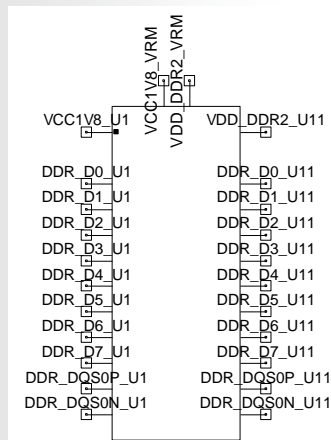 VCC1V8_VRM
VDD_DDR2_VRM
VCC1V8_U1 VDD_DDR2_U11
DDR_D0_U1 DDR_D0_U11
DDR_D1_U1 DDR_D1_U11
DDR_D2_U1 DDR_D2_U11
DDR_D3_U1 DDR_D3_U11
DDR_D4_U1 DDR_D4_U11
DDR_D5_U1 DDR_D5_U11
DDR_D6_U1 DDR_D6_U11
DDR_D7_U1 DDR_D7_U11
DDR_DQS0P_U1 DDR_DQS0P_U11
DDR_DQS0N_U1 DDR_DQS0N_U11